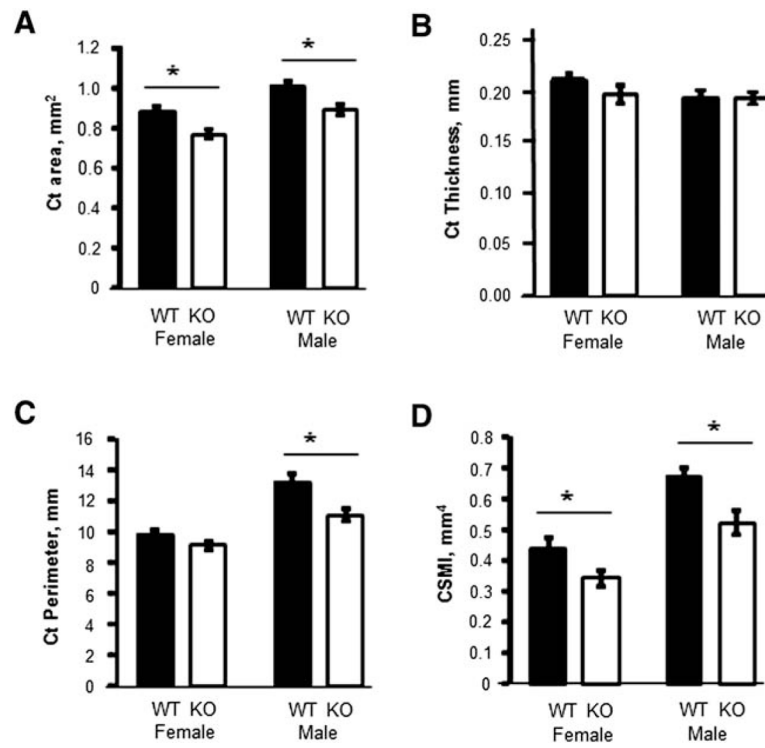 A
Ct area, mm²
1.2
1.0
0.8
0.6
0.4
0.2
0
*
*
WT KO
Female
WT KO
Male
B
Ct Thickness, mm
0.25
0.20
0.15
0.10
0.05
0.00
WT KO
Female
WT KO
Male
C
Ct Perimeter, mm
16
14
12
10
8
6
4
2
0
*
WT KO
Female
WT KO
Male
D
CSMI, mm⁴
0.8
0.7
0.6
0.5
0.4
0.3
0.2
0.1
0
*
*
WT KO
Female
WT KO
Male